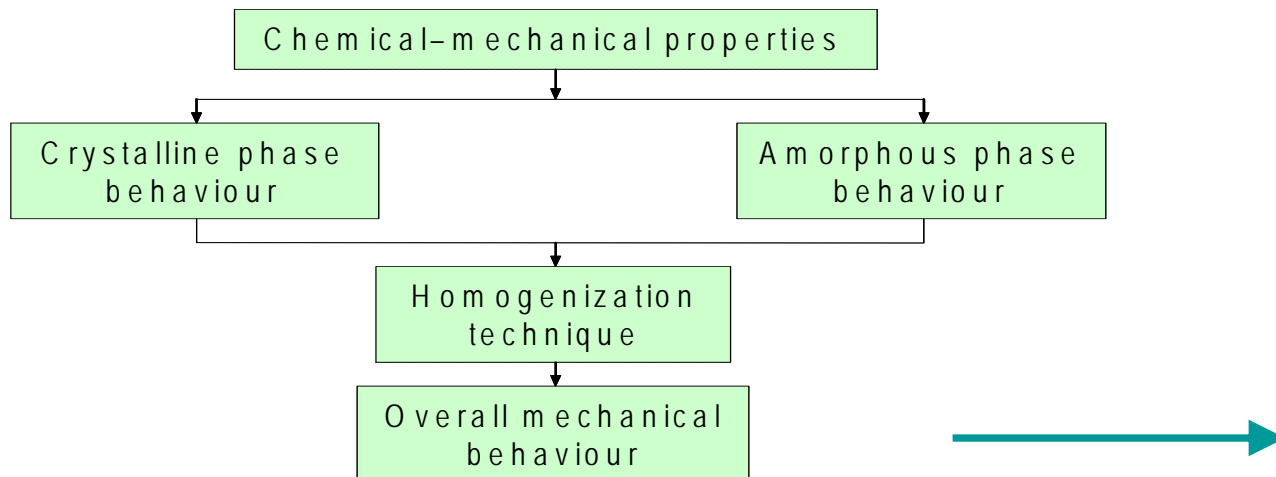 Chemical–mechanical properties
Crystalline phase
behaviour
Amorphous phase
behaviour
Homogenization
technique
Overall mechanical
behaviour